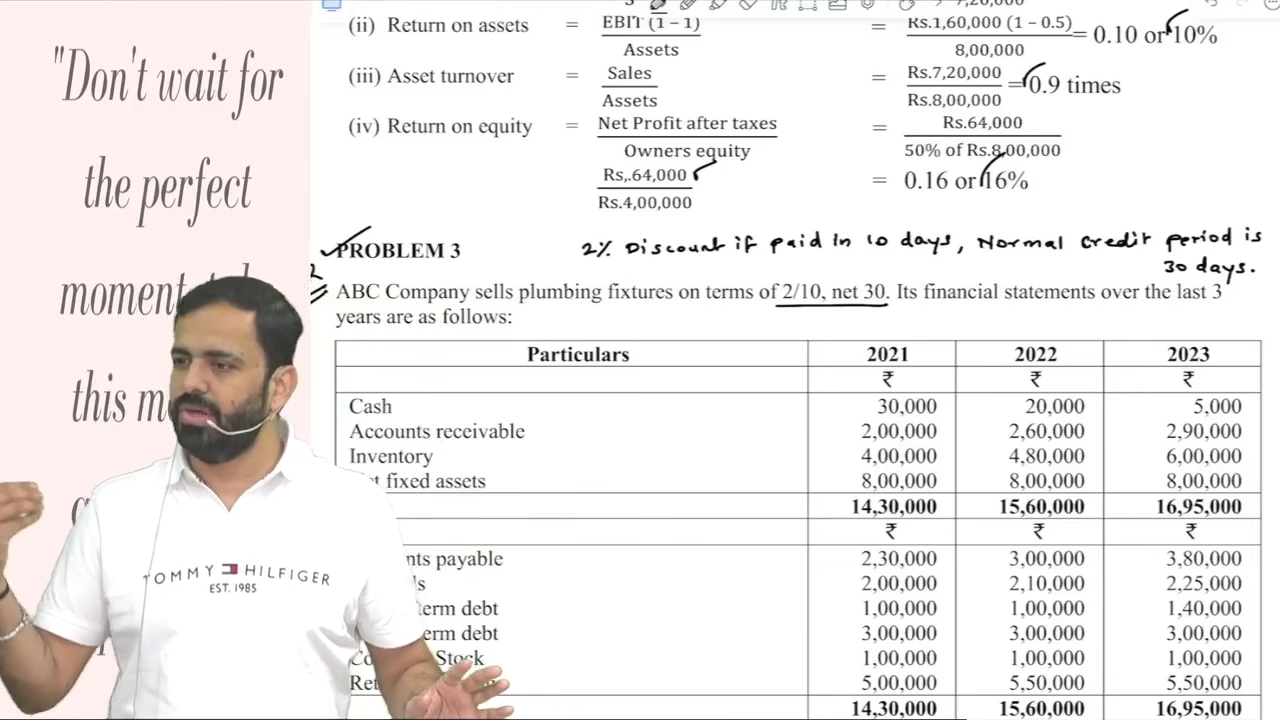 "Don't wait for
the perfect
this
(ii) Return on assets = EBIT (1 – 1) / Assets = Rs.1,60,000 (1 – 0.5) / 8,00,000 = 0.10 or 10%
(iii) Asset turnover = Sales / Assets = Rs.7,20,000 / Rs.8,00,000 = 0.9 times
(iv) Return on equity = Net Profit after taxes / Owners equity = Rs.64,000 / 50% of Rs.8,00,000
Rs,.64,000 / Rs.4,00,000 = 0.16 or 16%
PROBLEM 3
2% Discount if paid in 10 days, Normal credit period is
30 days.
ABC Company sells plumbing fixtures on terms of 2/10, net 30. Its financial statements over the last 3
years are as follows:
Particulars 2021 2022 2023
₹ ₹ ₹
Cash 30,000 20,000 5,000
Accounts receivable 2,00,000 2,60,000 2,90,000
Inventory 4,00,000 4,80,000 6,00,000
fixed assets 8,00,000 8,00,000 8,00,000
14,30,000 15,60,000 16,95,000
₹ ₹ ₹
payable 2,30,000 3,00,000 3,80,000
2,00,000 2,10,000 2,25,000
term debt 1,00,000 1,00,000 1,40,000
debt 3,00,000 3,00,000 3,00,000
Stock 1,00,000 1,00,000 1,00,000
5,00,000 5,50,000 5,50,000
14,30,000 15,60,000 16,95,000
TOMMY HILFIGER
EST. 1985